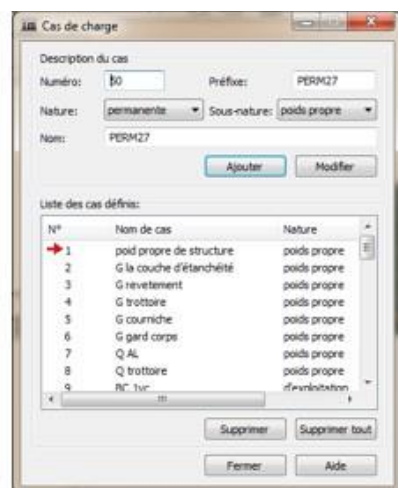 Cas de charge
Description du cas
Numéro: 50 Préfixe: PERM27
Nature: permanente Sous-nature: poids propre
Nom: PERM27
Ajouter Modifier
Liste des cas définis:
N° Nom de cas Nature
1 poid propre de structure poids propre
2 G la couche d'étanchéité poids propre
3 G revetement poids propre
4 G trottoire poids propre
5 G courniche poids propre
6 G gard corps poids propre
7 Q AL poids propre
8 Q trottoire poids propre
9 BC 1vc d'exploitation
Supprimer Supprimer tout
Fermer Aide